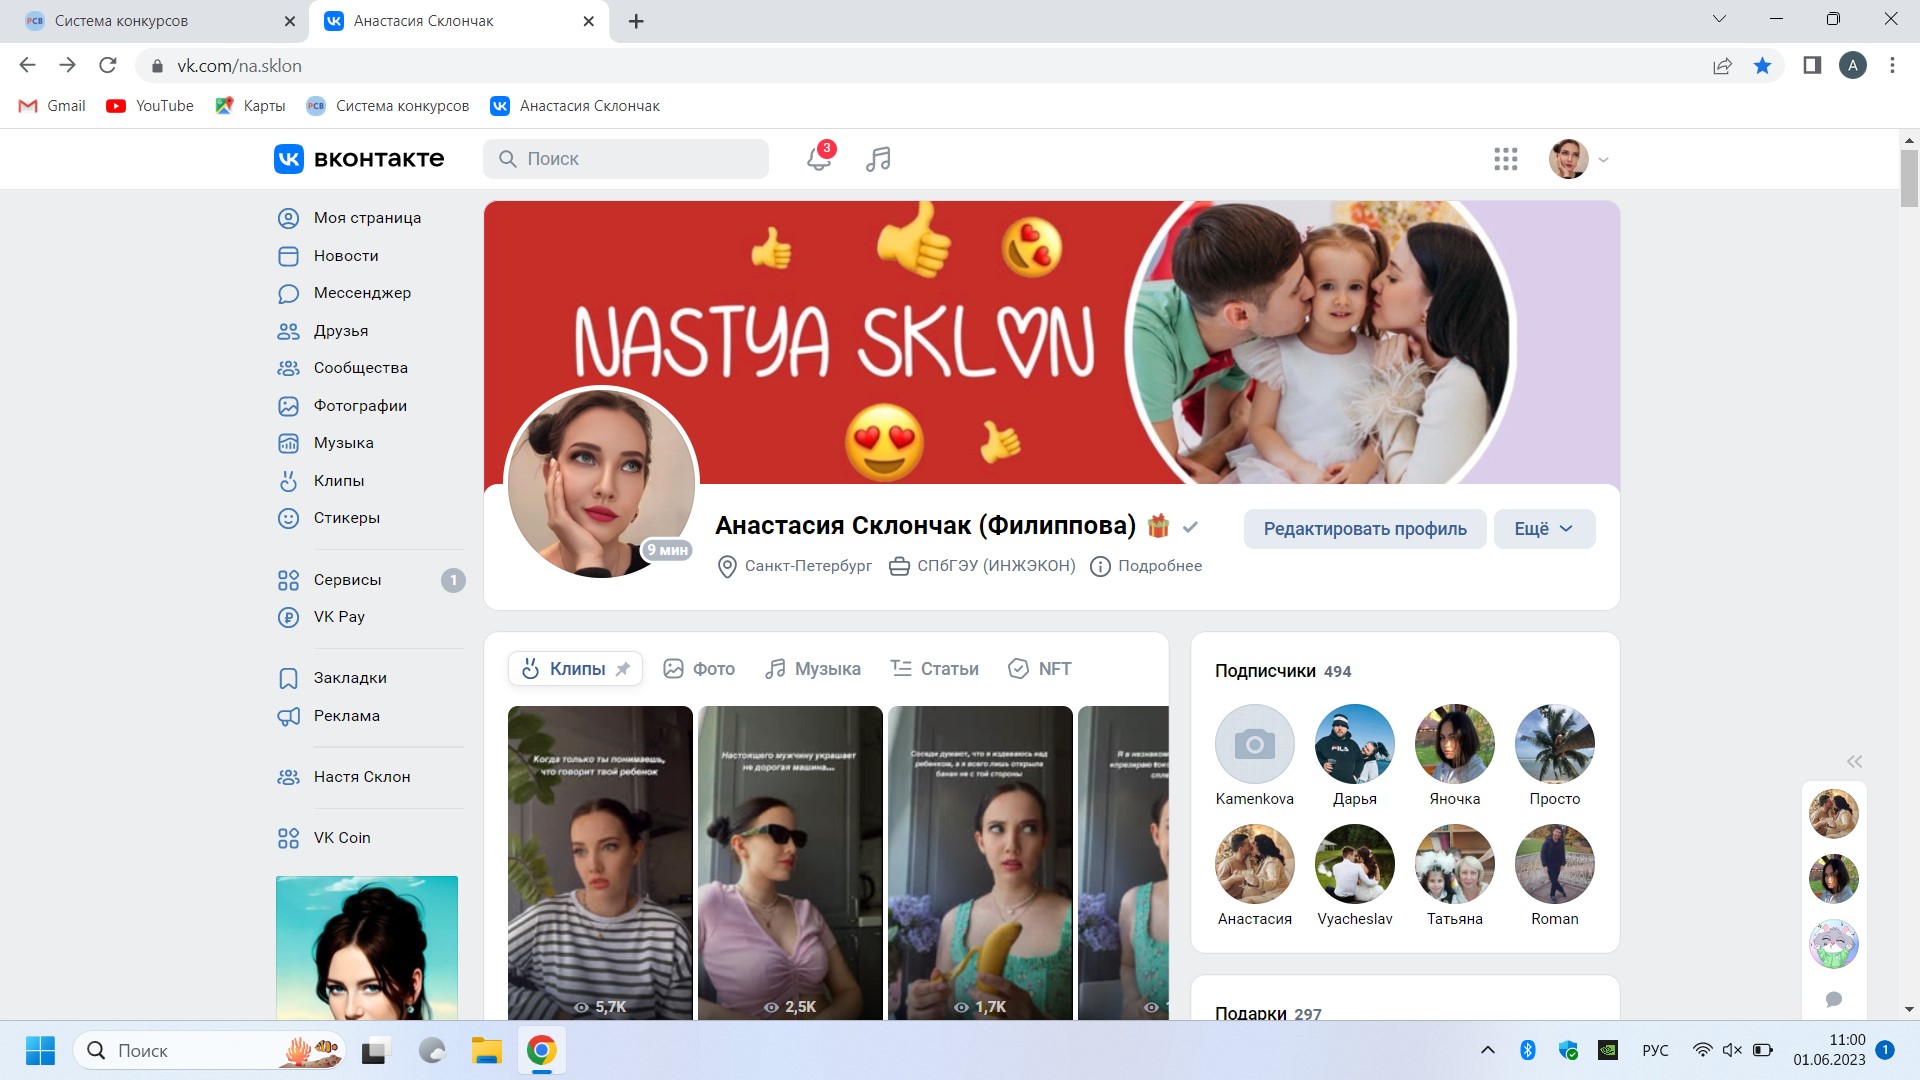 РСВ Система конкурсов
Анастасия Склончак
vk.com/na.sklon
A
Gmail
YouTube
Карты
РСВ Система конкурсов
Анастасия Склончак
вконтакте
Поиск
3
Моя страница
Новости
Мессенджер
Друзья
Сообщества
Фотографии
Музыка
Клипы
Стикеры
Сервисы 1
VK Pay
Закладки
Реклама
Настя Склон
VK Coin
NASTYA SKLON
9 мин
Анастасия Склончак (Филиппова)
Санкт-Петербург
СПбГЭУ (ИНЖЭКОН)
Подробнее
Редактировать профиль
Ещё
Клипы
Фото
Музыка
Статьи
NFT
Когда только ты понимаешь,
что говорит твой ребенок
5,7K
Настоящего мужчину украшает
не дорогая машина...
2,5K
Соседи думают, что я издеваюсь над
ребенком, а я всего лишь открыла
банан не с той стороны
1,7K
Подписчики 494
FILA
Kamenkova
Дарья
Яночка
Просто
Анастасия
Vyacheslav
Татьяна
Roman
Подарки 297
Поиск
РУС
11:00
01.06.2023
1